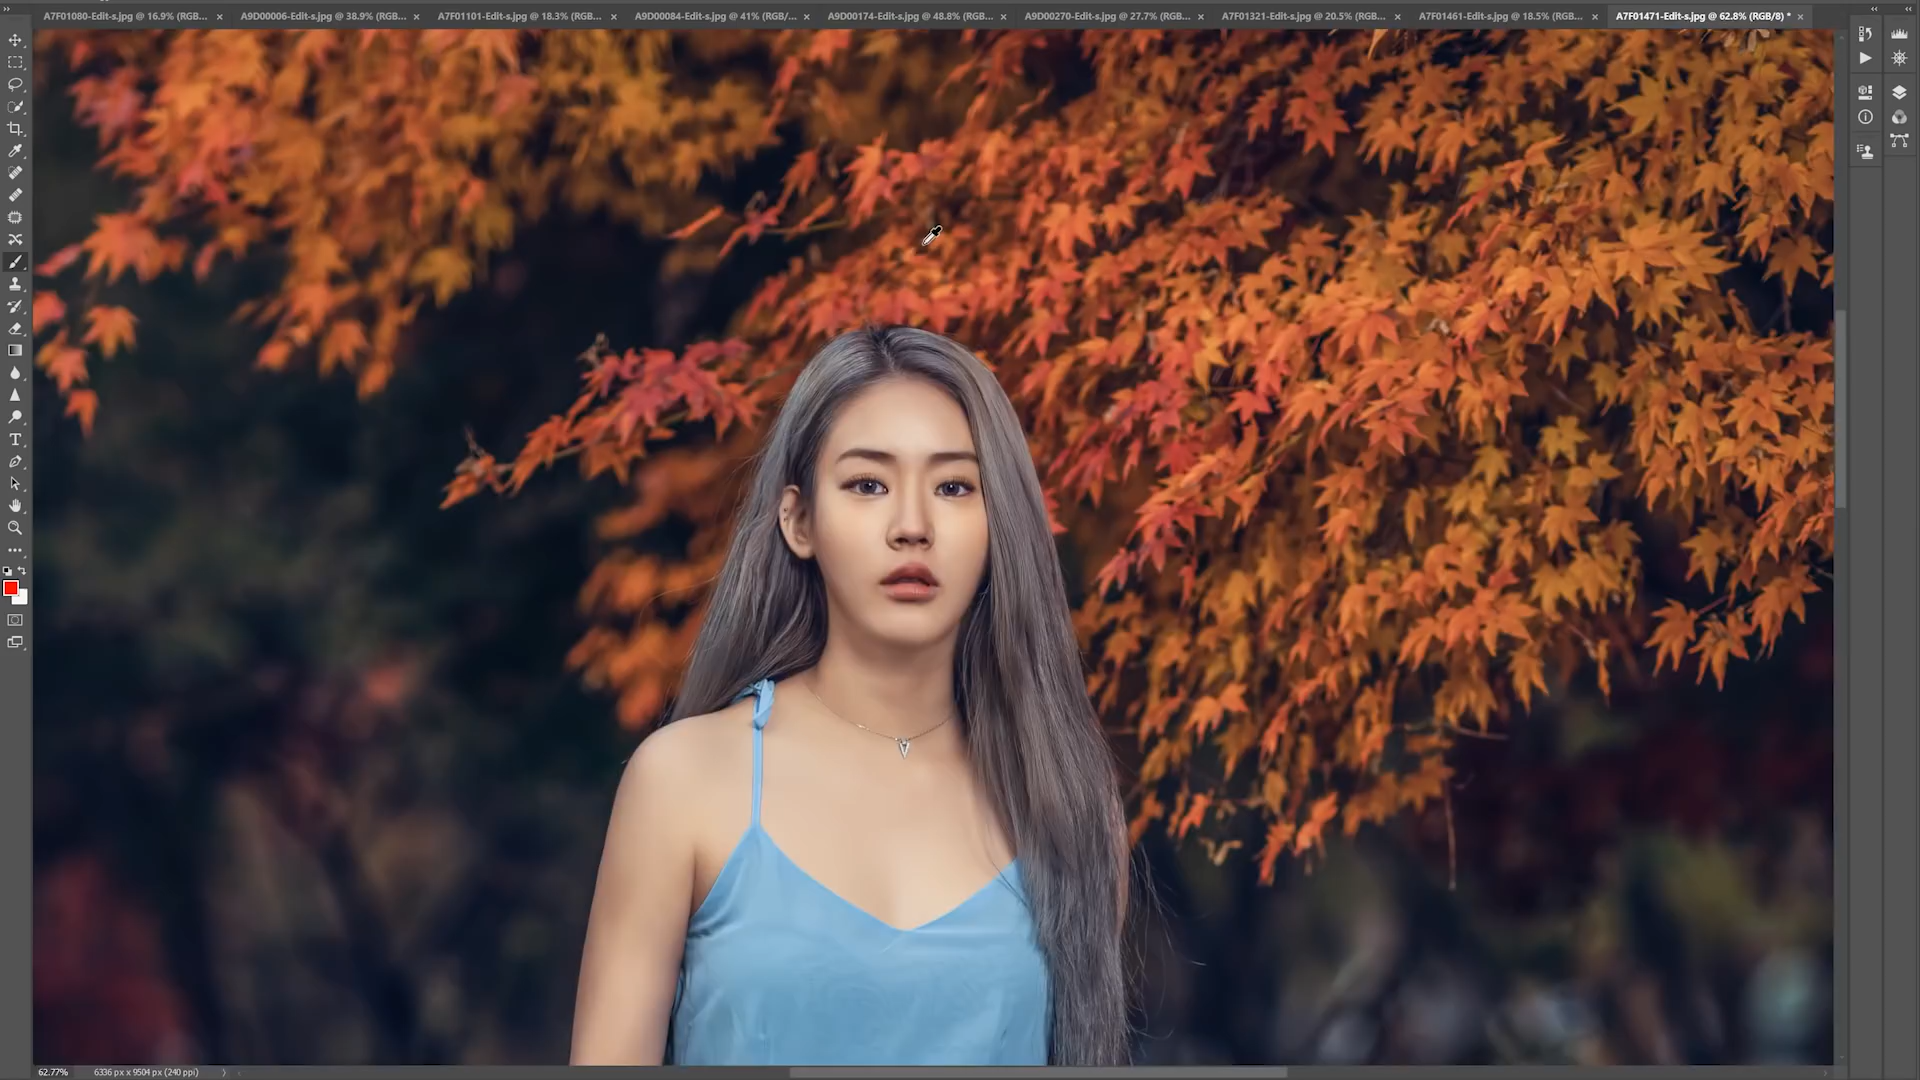 A7F01080-Edit-s.jpg @ 16.9% (RGB...
A9D00006-Edit-s.jpg @ 38.9% (RGB...
A7F01101-Edit-s.jpg @ 18.3% (RGB...
A9D00084-Edit-s.jpg @ 41% (RGB/...
A9D00174-Edit-s.jpg @ 48.8% (RGB...
A9D00270-Edit-s.jpg @ 27.7% (RGB...
A7F01321-Edit-s.jpg @ 20.5% (RGB...
A7F01461-Edit-s.jpg @ 18.5% (RGB...
A7F01471-Edit-s.jpg @ 62.8% (RGB/8) *
62.77%
6336 px x 9504 px (240 ppi)